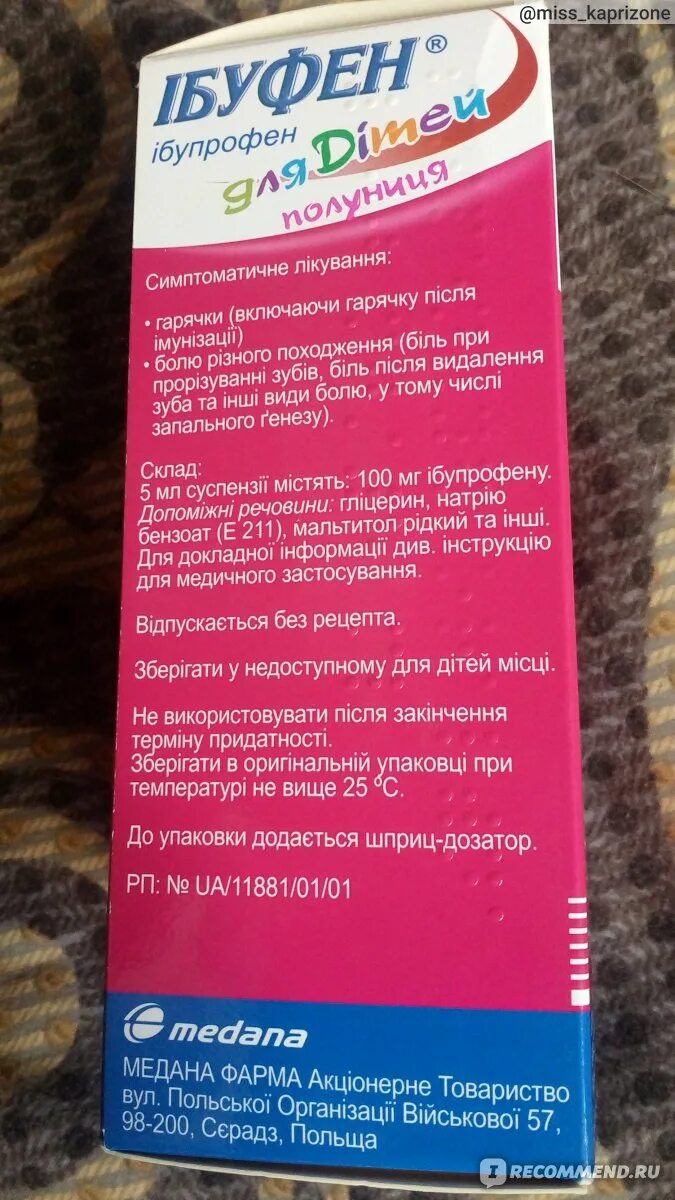 @miss_kaprizone
ІБУФЕН®
ібупрофен
для Дітей
полуниця
Симптоматичне лікування:
• гарячки (включаючи гарячку після
імунізації)
• болю різного походження (біль при
прорізуванні зубів, біль після видалення
зуба та інші види болю, у тому числі
запального ґенезу).
Склад:
5 мл суспензії містять: 100 мг ібупрофену.
Допоміжні речовини: гліцерин, натрію
бензоат (Е 211), мальтитол рідкий та інші.
Для докладної інформації див. інструкцію
для медичного застосування.
Відпускається без рецепта.
Зберігати у недоступному для дітей місці.
Не використовувати після закінчення
терміну придатності.
Зберігати в оригінальній упаковці при
температурі не вище 25 ºС.
До упаковки додається шприц-дозатор.
РП: № UA/11881/01/01
medana
МЕДАНА ФАРМА Акціонерне Товариство
вул. Польської Організації Військової 57,
98-200, Сєрадз, Польща
IRECOMMEND.RU